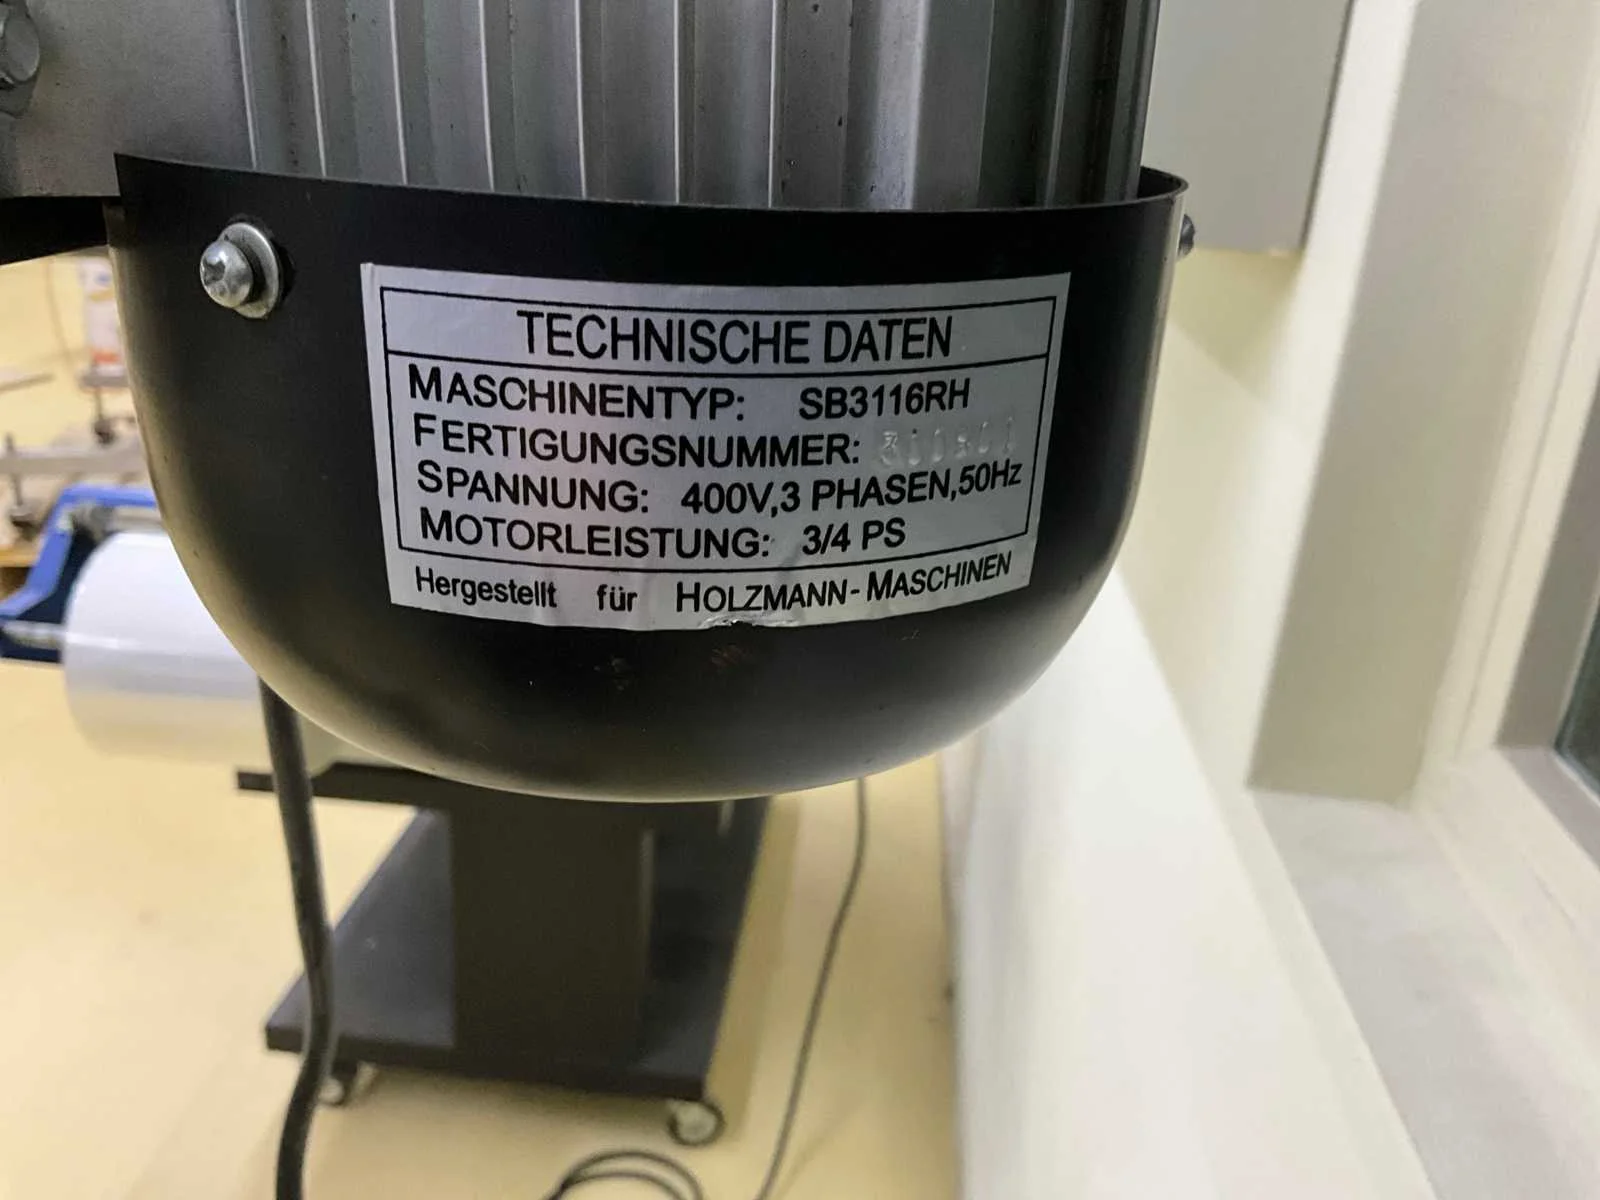 TECHNISCHE DATEN
MASCHINENTYP: SB3116RH
FERTIGUNGSNUMMER:
SPANNUNG: 400V,3 PHASEN,50Hz
MOTORLEISTUNG: 3/4 PS
Hergestellt für HOLZMANN-MASCHINEN